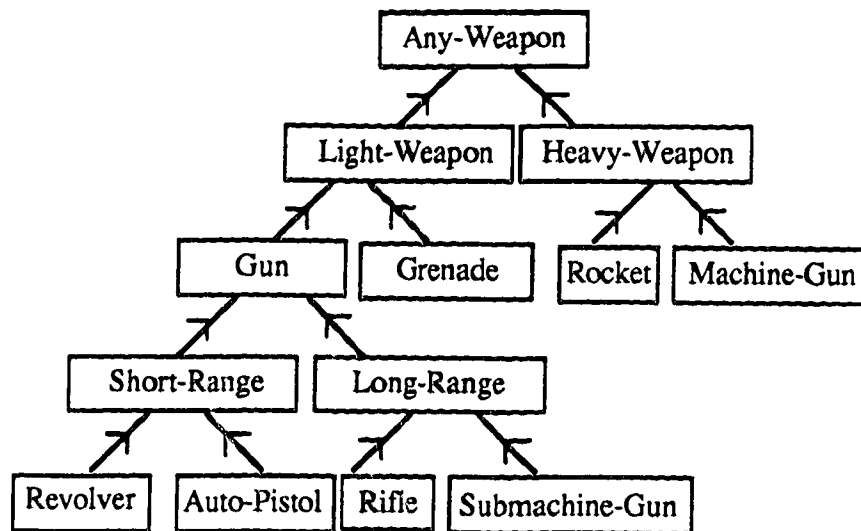 Any-Weapon
Light-Weapon Heavy-Weapon
Gun Grenade Rocket Machine-Gun
Short-Range Long-Range
Revolver Auto-Pistol Rifle Submachine-Gun